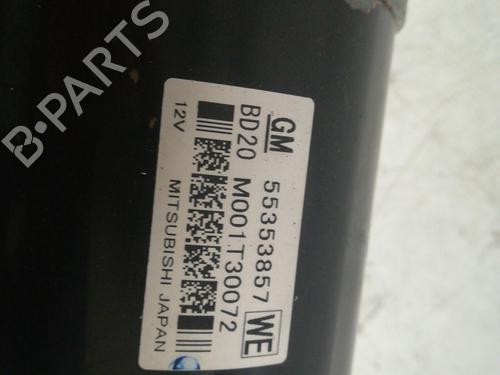 B-PARTS
GM 55353857 WE
BD20 M001T30072
12V
MITSUBISHI JAPAN